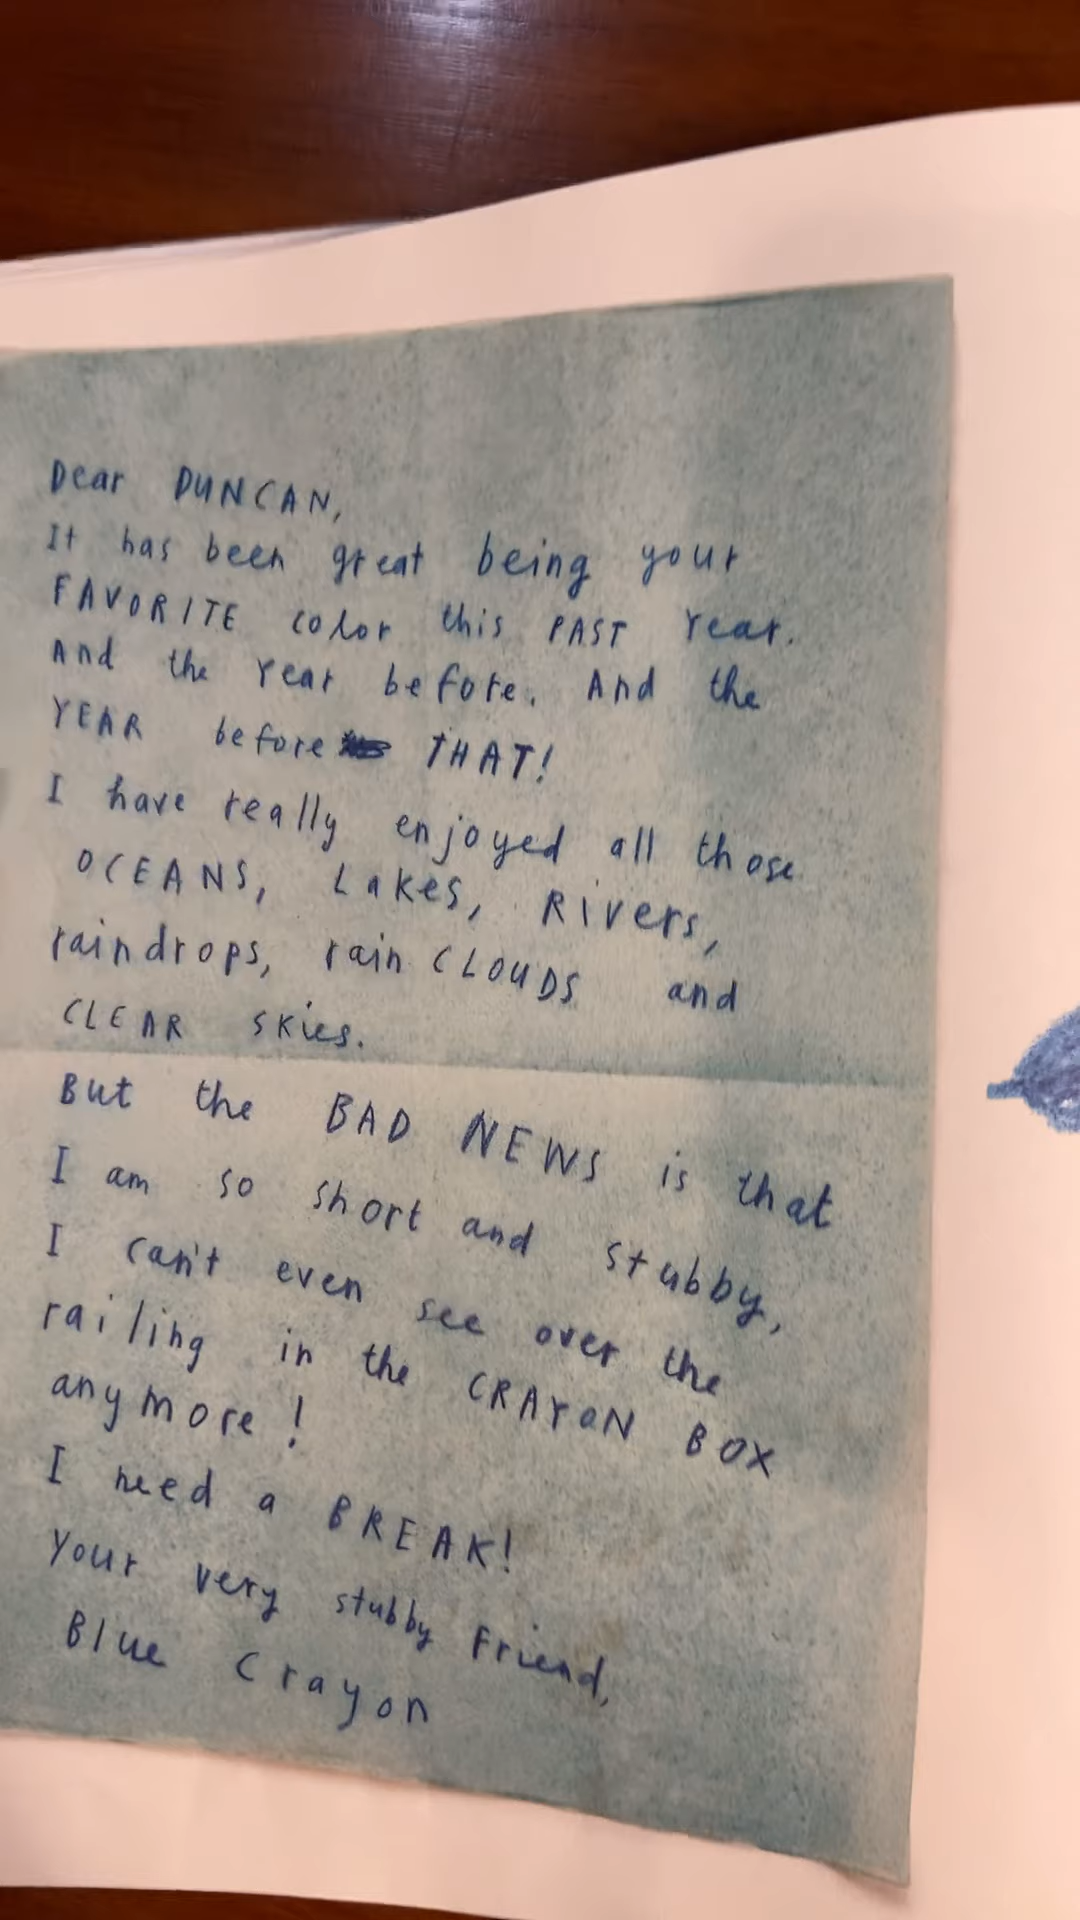 Dear DUNCAN,
It has been great being your
FAVORITE color this PAST Year.
And the Year before. And the
YEAR before THAT!
I have really enjoyed all those
OCEANS, Lakes, Rivers,
raindrops, rain CLOUDS and
CLEAR skies.
But the BAD NEWS is that
I am so short and stubby,
I can't even see over the
railing in the CRAYON BOX
anymore!
I need a BREAK!
Your very stubby Friend,
Blue Crayon